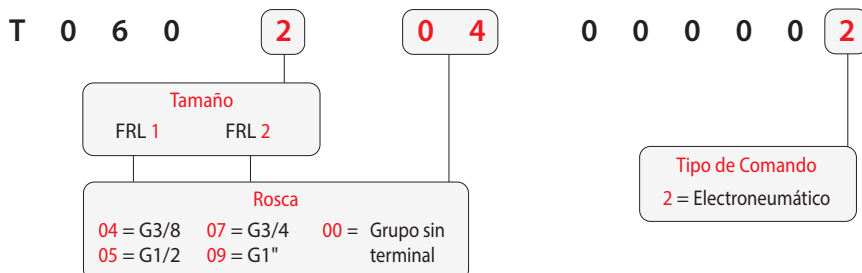 T 0 6 0 2 0 4 0 0 0 0 0 2
Tamaño
FRL 1 FRL 2
Tipo de Comando
2 = Electroneumático
Rosca
04 = G3/8 07 = G3/4 00 = Grupo sin
05 = G1/2 09 = G1" terminal